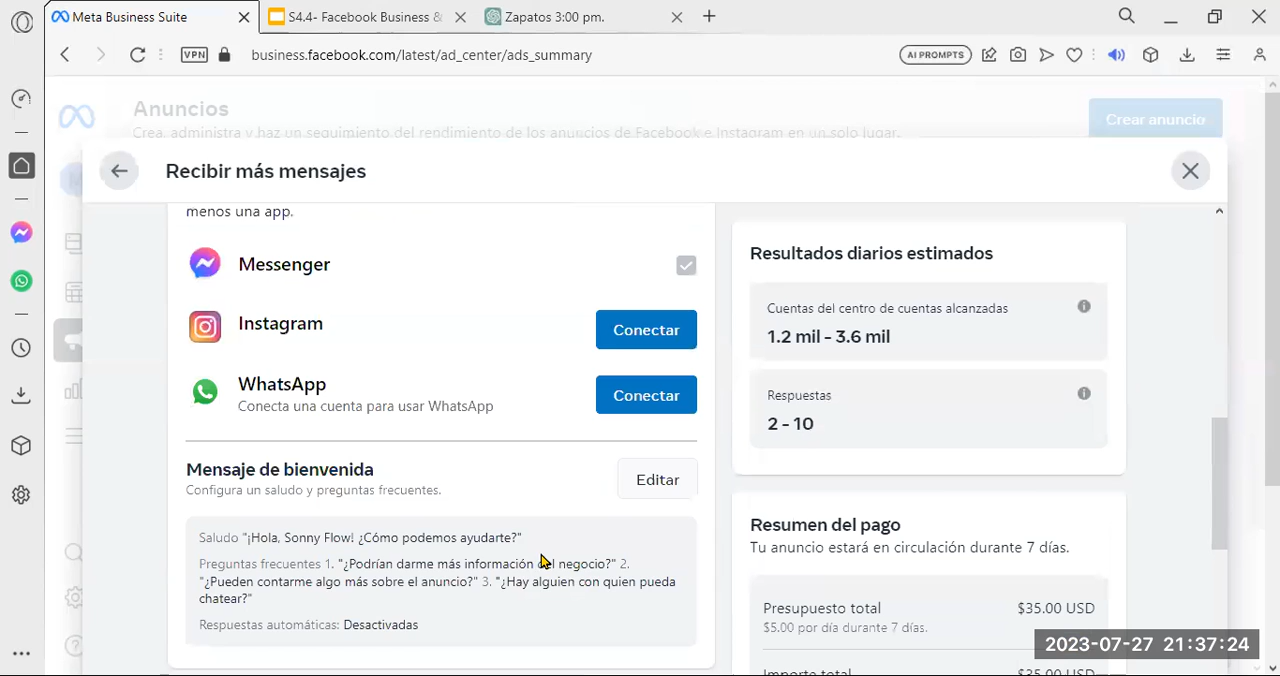 Meta Business Suite
S4.4- Facebook Business &
Zapatos 3:00 pm.
VPN
business.facebook.com/latest/ad_center/ads_summary
AI PROMPTS
Anuncios
Crea, administra y haz un seguimiento del rendimiento de los anuncios de Facebook e Instagram en un solo lugar.
Crear anuncio
Recibir más mensajes
menos una app.
Messenger
Instagram
Conectar
WhatsApp
Conecta una cuenta para usar WhatsApp
Conectar
Mensaje de bienvenida
Configura un saludo y preguntas frecuentes.
Editar
Saludo "¡Hola, Sonny Flow! ¿Cómo podemos ayudarte?"
Preguntas frecuentes 1. "¿Podrían darme más información del negocio?" 2.
"¿Pueden contarme algo más sobre el anuncio?" 3. "¿Hay alguien con quien pueda
chatear?"
Respuestas automáticas: Desactivadas
Resultados diarios estimados
Cuentas del centro de cuentas alcanzadas
1.2 mil - 3.6 mil
Respuestas
2 - 10
Resumen del pago
Tu anuncio estará en circulación durante 7 días.
Presupuesto total
$35.00 USD
$5.00 por día durante 7 días.
Importe total
$35.00 USD
2023-07-27 21:37:24